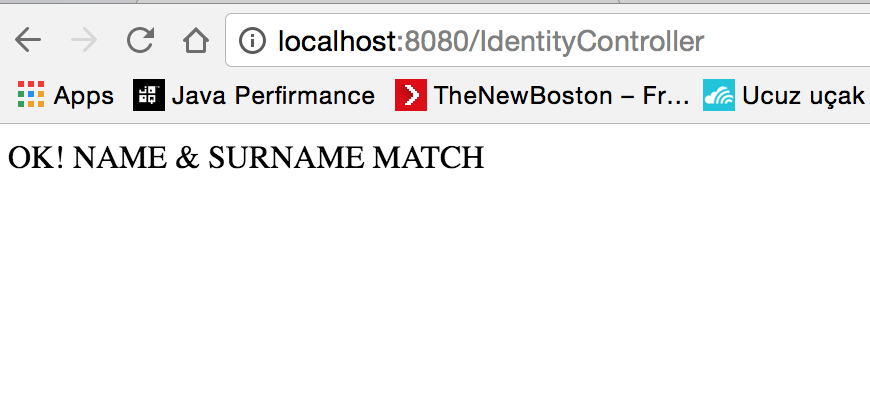 localhost:8080/IdentityController
Apps Java Perfirmance TheNewBoston – Fr... Ucuz uçak
OK! NAME & SURNAME MATCH